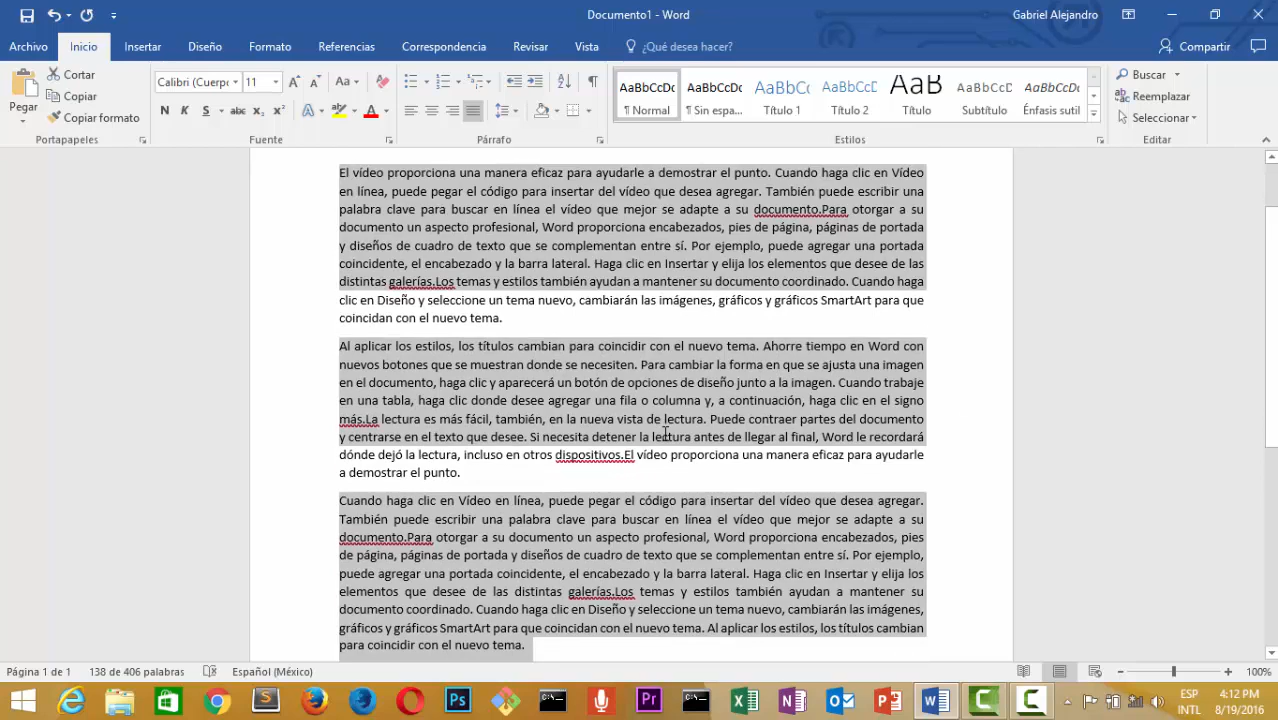 Documento1 - Word
Gabriel Alejandro
Archivo Inicio Insertar Diseño Formato Referencias Correspondencia Revisar Vista ¿Qué desea hacer? Compartir
Pegar
Cortar
Copiar
Copiar formato
Portapapeles
Calibri (Cuerpo 11
Aa
N K S abc x₂ x²
Fuente
Párrafo
AaBbCcDc AaBbCcDc AaBbCc AaBbCcD AaB AaBbCcD AaBbCcDc
¶ Normal ¶ Sin espa... Título 1 Título 2 Título Subtítulo Énfasis sutil
Estilos
Buscar
Reemplazar
Seleccionar
Editar
El vídeo proporciona una manera eficaz para ayudarle a demostrar el punto. Cuando haga clic en Vídeo
en línea, puede pegar el código para insertar del vídeo que desea agregar. También puede escribir una
palabra clave para buscar en línea el vídeo que mejor se adapte a su documento.Para otorgar a su
documento un aspecto profesional, Word proporciona encabezados, pies de página, páginas de portada
y diseños de cuadro de texto que se complementan entre sí. Por ejemplo, puede agregar una portada
coincidente, el encabezado y la barra lateral. Haga clic en Insertar y elija los elementos que desee de las
distintas galerías.Los temas y estilos también ayudan a mantener su documento coordinado. Cuando haga
clic en Diseño y seleccione un tema nuevo, cambiarán las imágenes, gráficos y gráficos SmartArt para que
coincidan con el nuevo tema.
Al aplicar los estilos, los títulos cambian para coincidir con el nuevo tema. Ahorre tiempo en Word con
nuevos botones que se muestran donde se necesiten. Para cambiar la forma en que se ajusta una imagen
en el documento, haga clic y aparecerá un botón de opciones de diseño junto a la imagen. Cuando trabaje
en una tabla, haga clic donde desee agregar una fila o columna y, a continuación, haga clic en el signo
más.La lectura es más fácil, también, en la nueva vista de lectura. Puede contraer partes del documento
y centrarse en el texto que desee. Si necesita detener la lectura antes de llegar al final, Word le recordará
dónde dejó la lectura, incluso en otros dispositivos.El vídeo proporciona una manera eficaz para ayudarle
a demostrar el punto.
Cuando haga clic en Vídeo en línea, puede pegar el código para insertar del vídeo que desea agregar.
También puede escribir una palabra clave para buscar en línea el vídeo que mejor se adapte a su
documento.Para otorgar a su documento un aspecto profesional, Word proporciona encabezados, pies
de página, páginas de portada y diseños de cuadro de texto que se complementan entre sí. Por ejemplo,
puede agregar una portada coincidente, el encabezado y la barra lateral. Haga clic en Insertar y elija los
elementos que desee de las distintas galerías.Los temas y estilos también ayudan a mantener su
documento coordinado. Cuando haga clic en Diseño y seleccione un tema nuevo, cambiarán las imágenes,
gráficos y gráficos SmartArt para que coincidan con el nuevo tema. Al aplicar los estilos, los títulos cambian
para coincidir con el nuevo tema.
Página 1 de 1 138 de 406 palabras Español (México) 100%
ESP 4:12 PM
INTL 8/19/2016